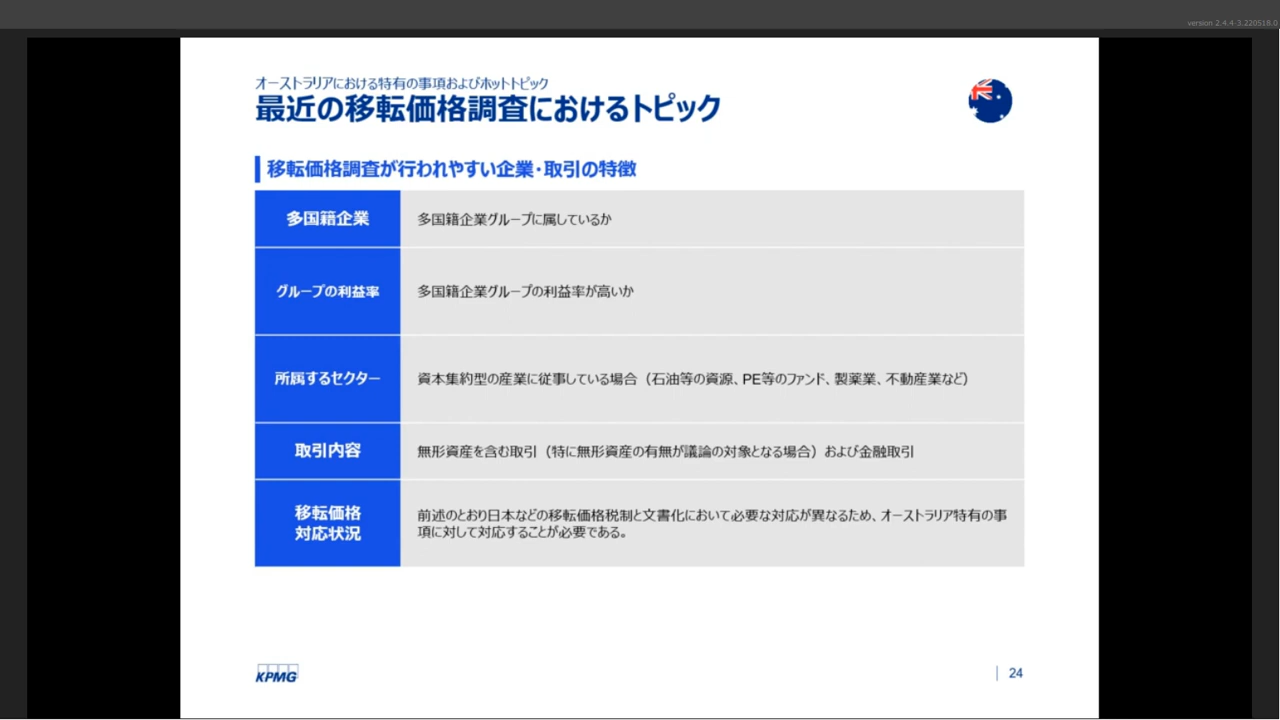 version 2.4.4-3.220518.0
オーストラリアにおける特有の事項およびホットトピック
最近の移転価格調査におけるトピック
移転価格調査が行われやすい企業・取引の特徴
多国籍企業
多国籍企業グループに属しているか
グループの利益率
多国籍企業グループの利益率が高いか
所属するセクター
資本集約型の産業に従事している場合（石油等の資源、PE等のファンド、製薬業、不動産業など）
取引内容
無形資産を含む取引（特に無形資産の有無が議論の対象となる場合）および金融取引
移転価格
対応状況
前述のとおり日本などの移転価格税制と文書化において必要な対応が異なるため、オーストラリア特有の事
項に対して対応することが必要である。
KPMG
24